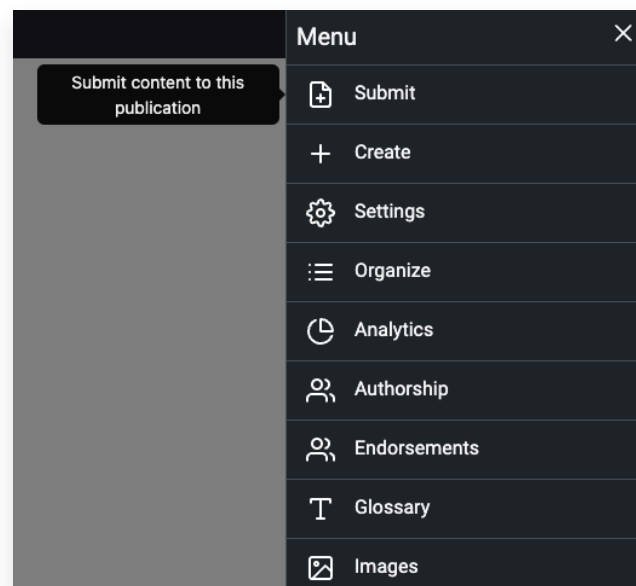 Menu
Submit content to this
publication
Submit
Create
Settings
Organize
Analytics
Authorship
Endorsements
Glossary
Images